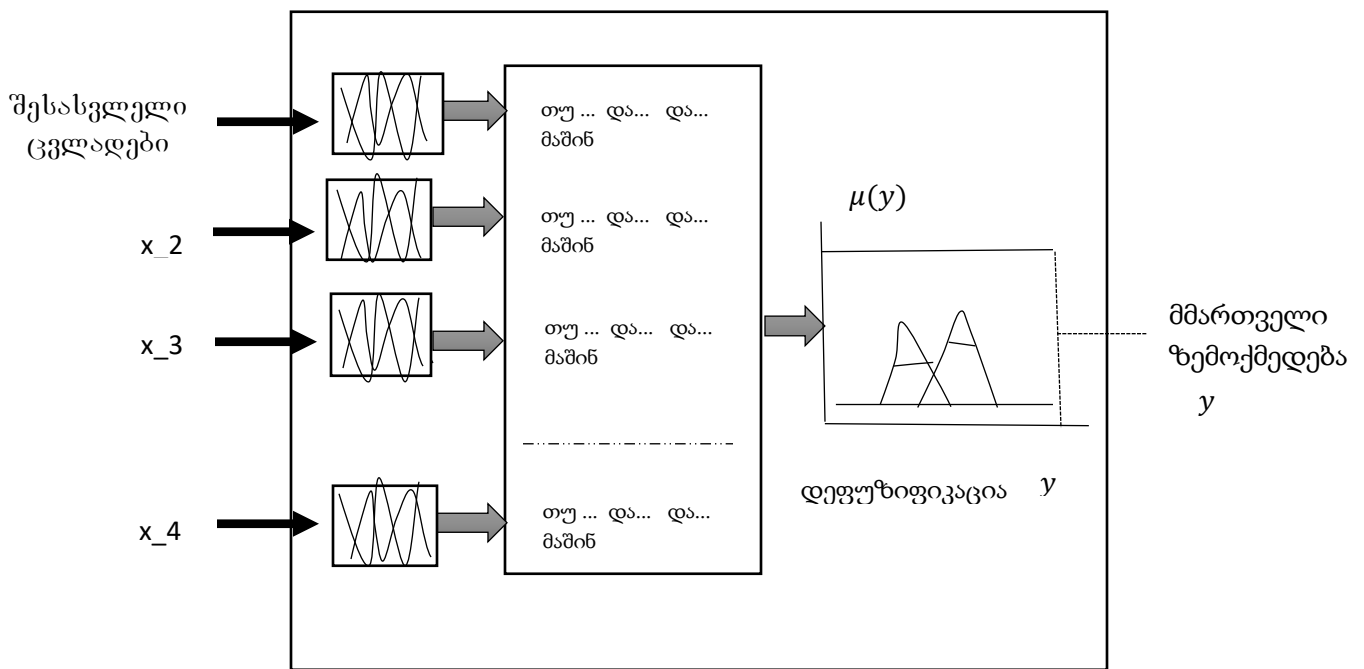 შესასვლელი
ცვლადები
x_2
x_3
x_4
თუ ... და... და...
მაშინ
თუ ... და... და...
მაშინ
თუ ... და... და...
მაშინ
თუ ... და... და...
მაშინ
μ(y)
დეფუზიფიკაცია y
მმართველი
ზემოქმედება
y